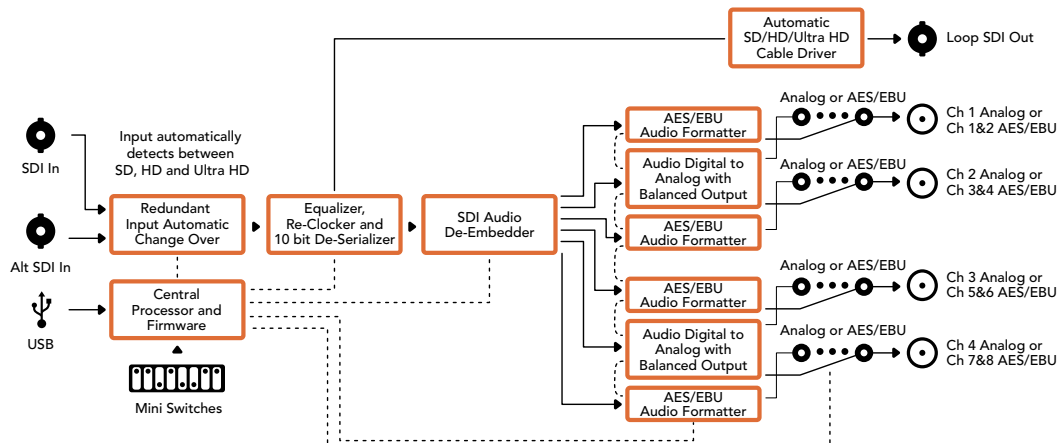 Automatic
SD/HD/Ultra HD
Cable Driver
Loop SDI Out
SDI In
Input automatically
detects between
SD, HD and Ultra HD
Alt SDI In
Redundant
Input Automatic
Change Over
Equalizer,
Re-Clocker and
10 bit De-Serializer
SDI Audio
De-Embedder
USB
Central
Processor and
Firmware
Mini Switches
AES/EBU
Audio Formatter
Audio Digital to
Analog with
Balanced Output
AES/EBU
Audio Formatter
AES/EBU
Audio Formatter
Audio Digital to
Analog with
Balanced Output
AES/EBU
Audio Formatter
Analog or AES/EBU
Ch 1 Analog or
Ch 1&2 AES/EBU
Analog or AES/EBU
Ch 2 Analog or
Ch 3&4 AES/EBU
Analog or AES/EBU
Ch 3 Analog or
Ch 5&6 AES/EBU
Analog or AES/EBU
Ch 4 Analog or
Ch 7&8 AES/EBU